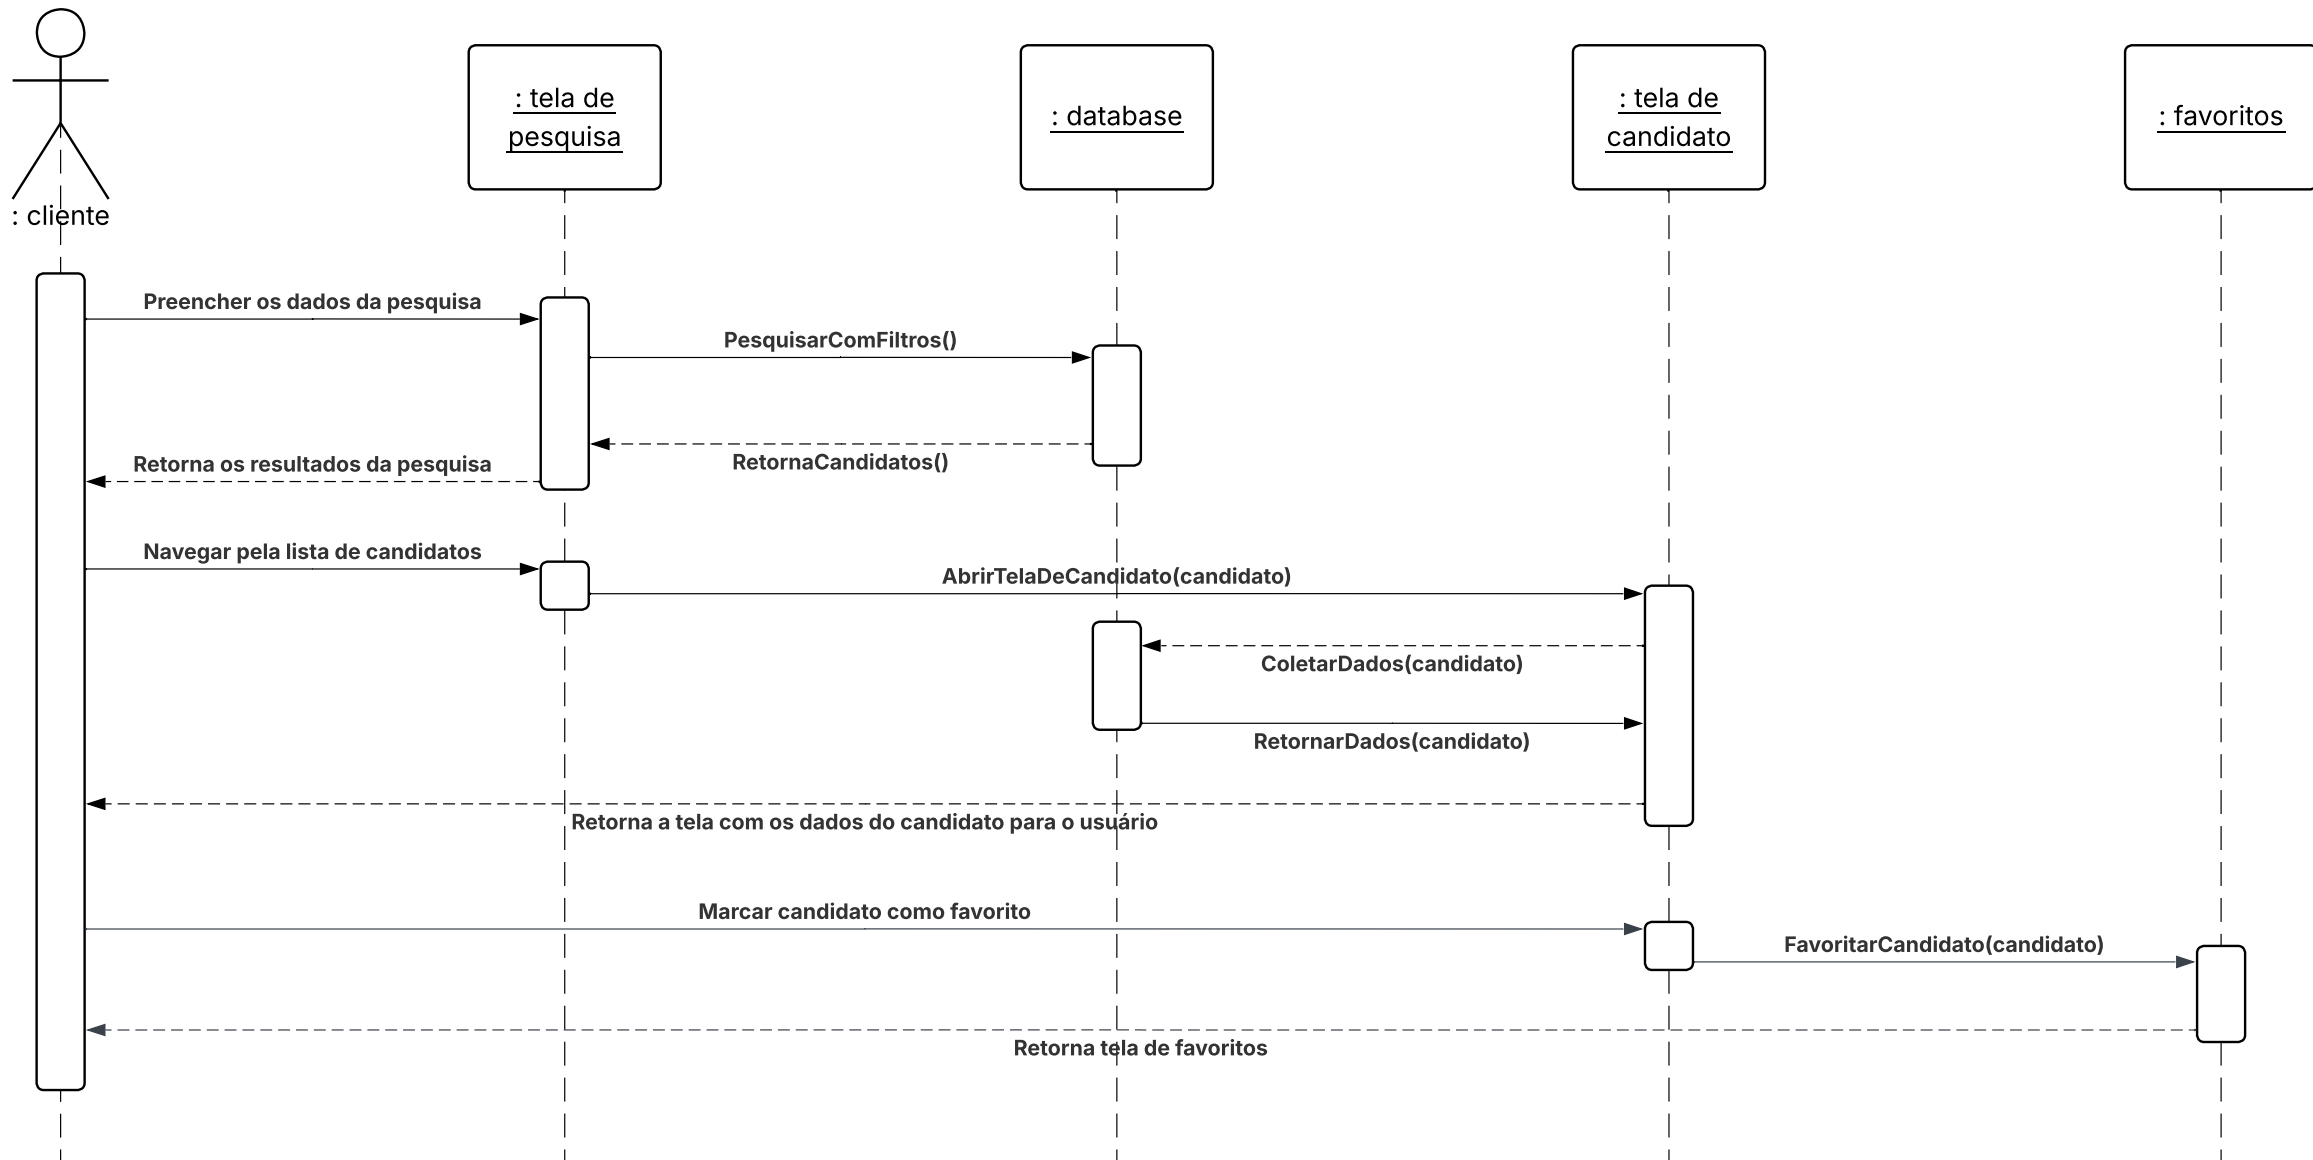 : cliente
: tela de
pesquisa
: database
: tela de
candidato
: favoritos
Preencher os dados da pesquisa
PesquisarComFiltros()
RetornaCandidatos()
Retorna os resultados da pesquisa
Navegar pela lista de candidatos
AbrirTelaDeCandidato(candidato)
ColetarDados(candidato)
RetornarDados(candidato)
Retorna a tela com os dados do candidato para o usuário
Marcar candidato como favorito
FavoritarCandidato(candidato)
Retorna tela de favoritos